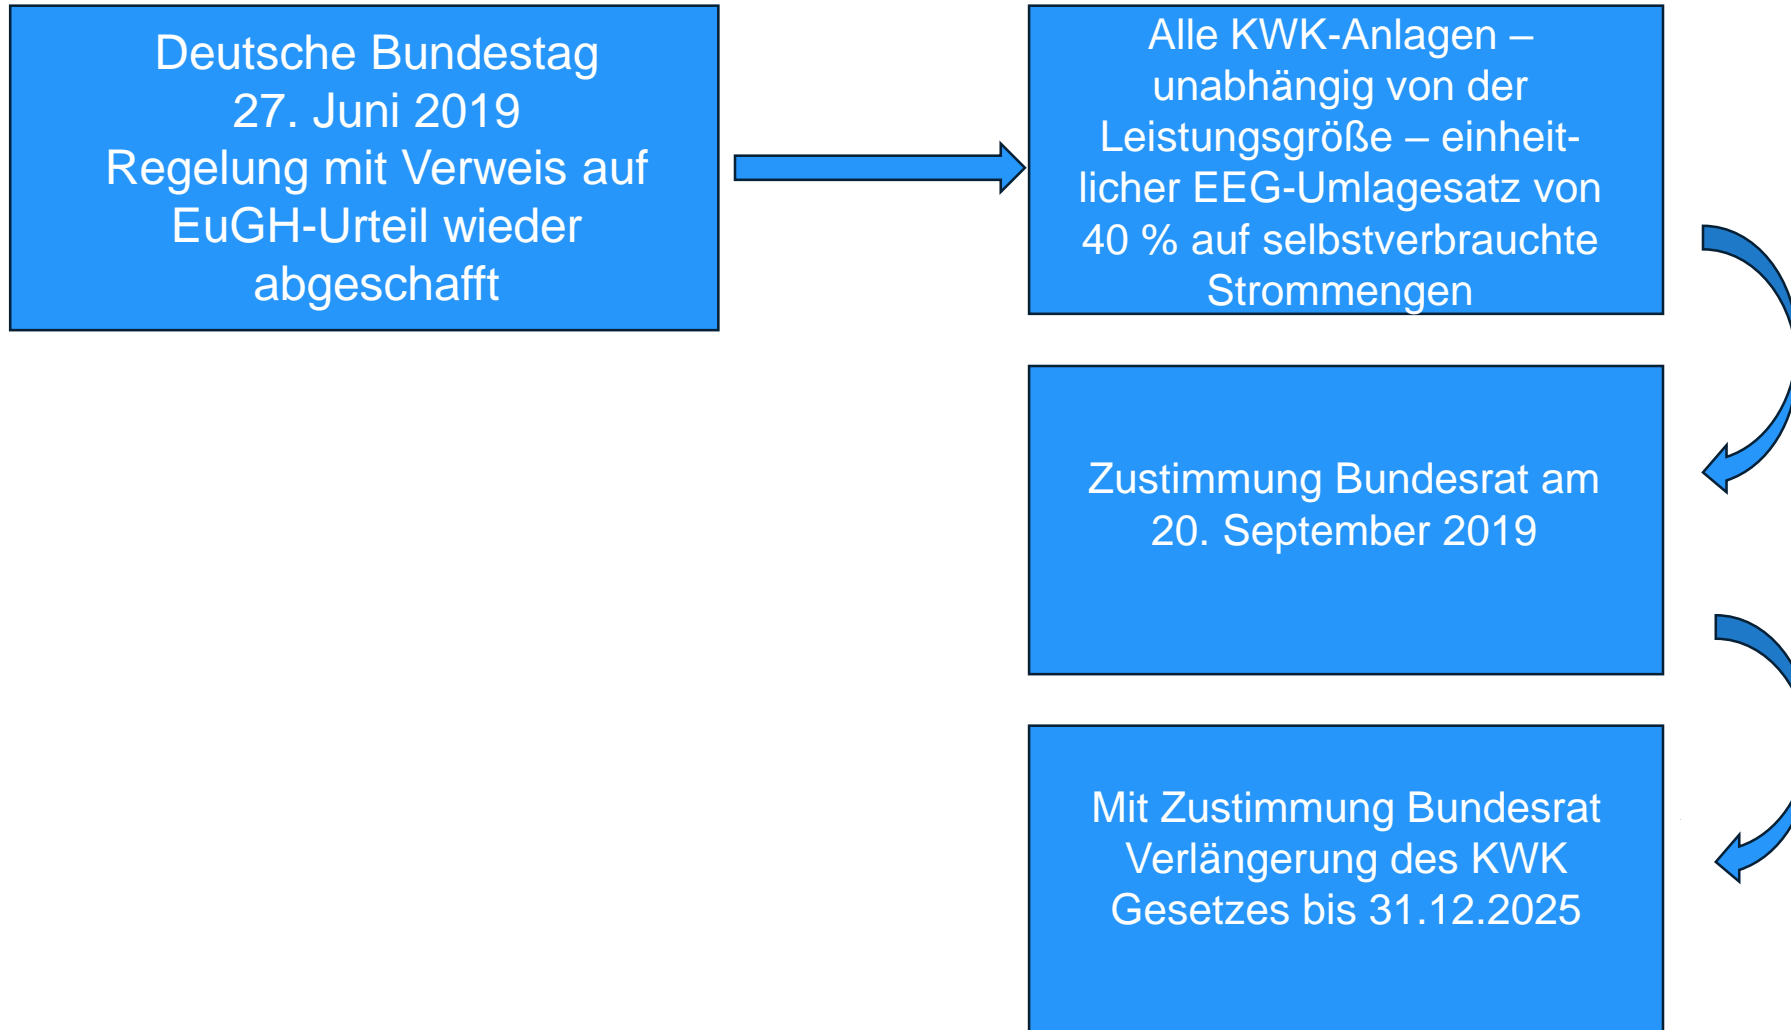 Deutsche Bundestag
27. Juni 2019
Regelung mit Verweis auf
EuGH-Urteil wieder
abgeschafft
Alle KWK-Anlagen –
unabhängig von der
Leistungsgröße – einheit-
licher EEG-Umlagesatz von
40 % auf selbstverbrauchte
Strommengen
Zustimmung Bundesrat am
20. September 2019
Mit Zustimmung Bundesrat
Verlängerung des KWK
Gesetzes bis 31.12.2025